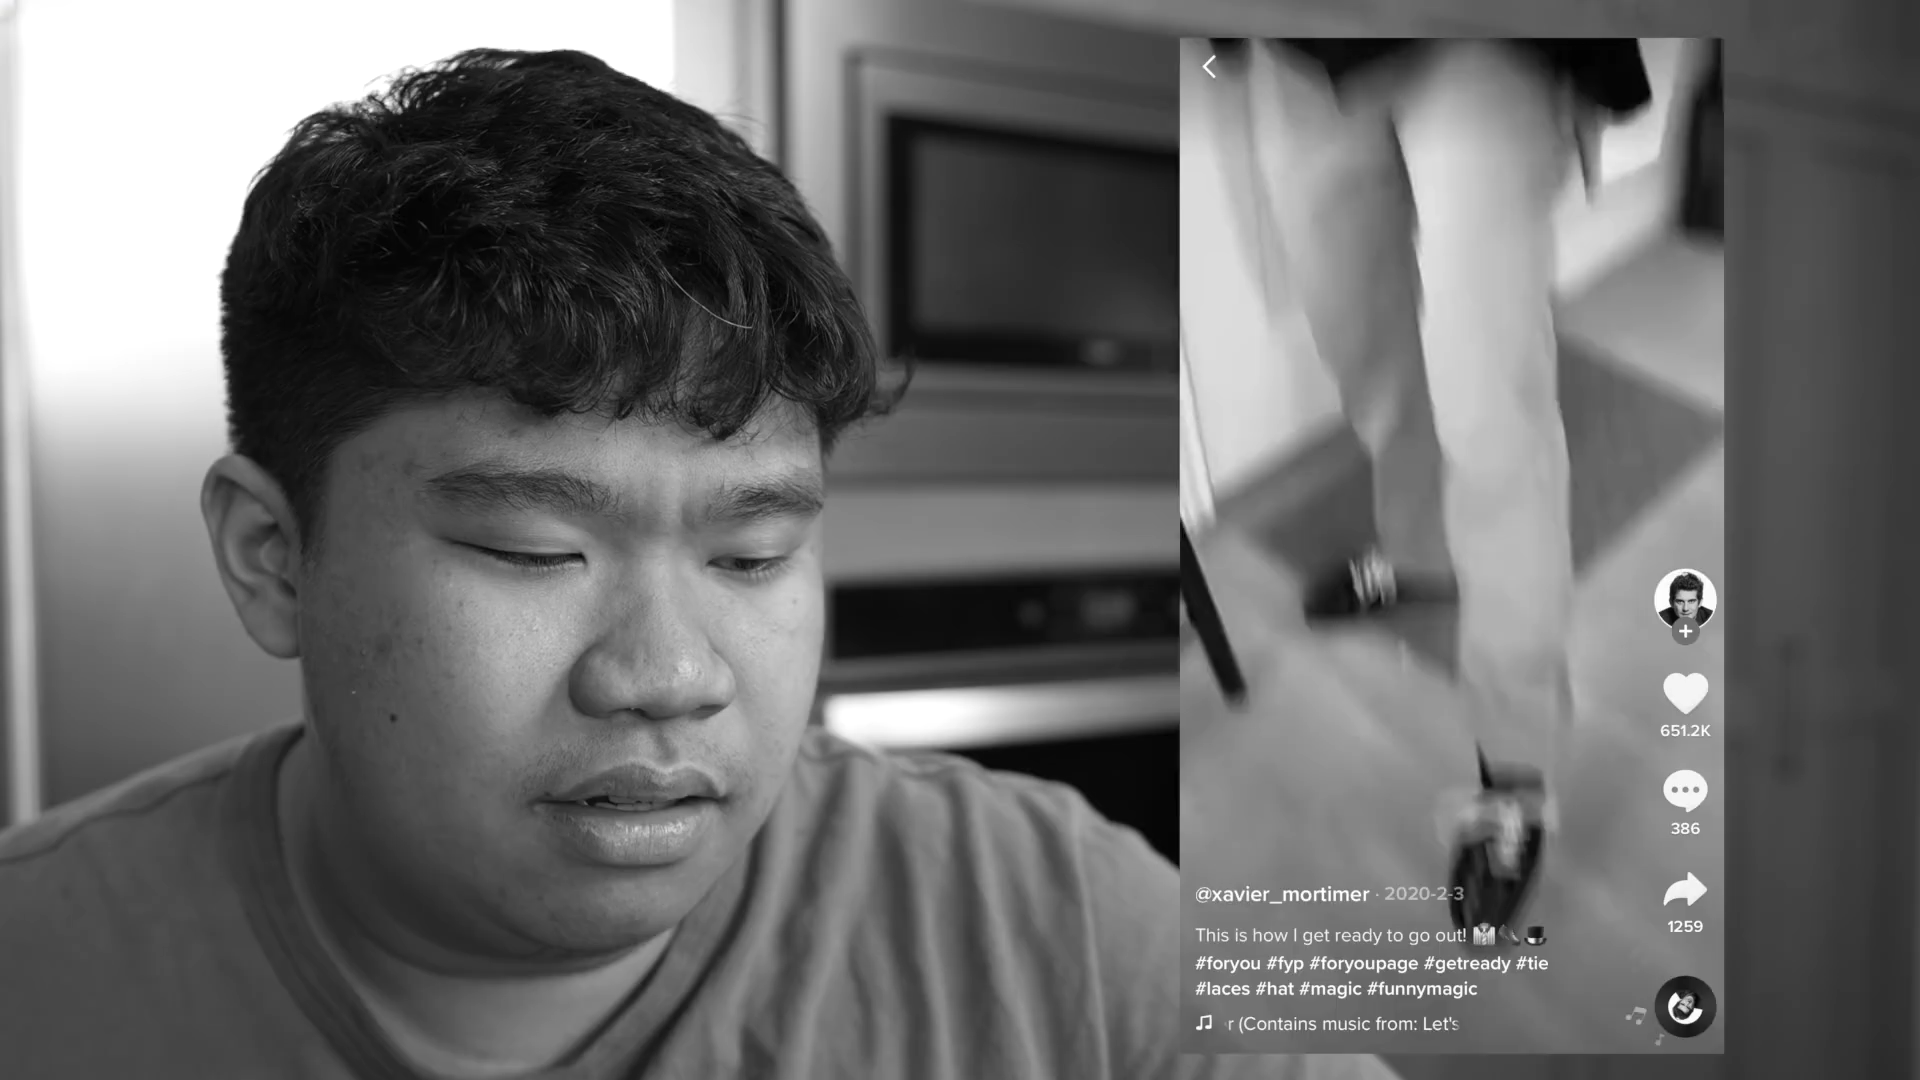 651.2K
386
1259
@xavier_mortimer · 2020-2-3
This is how I get ready to go out!
#foryou #fyp #foryoupage #getready #tie
#laces #hat #magic #funnymagic
r (Contains music from: Let's